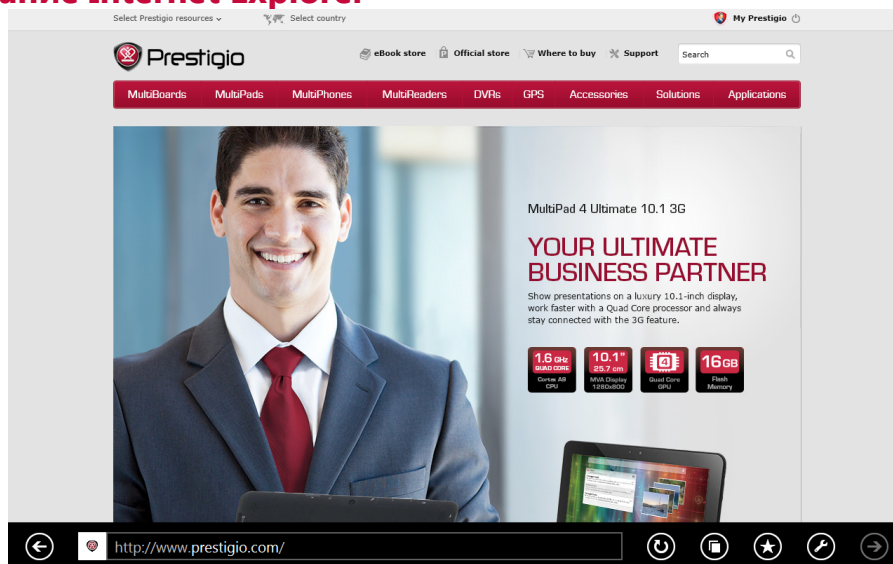 ание Internet Explorer
Select Prestigio resources
Select country
My Prestigio
Prestigio
eBook store
Official store
Where to buy
Support
Search
MultiBoards MultiPads MultiPhones MultiReaders DVRs GPS Accessories Solutions Applications
MultiPad 4 Ultimate 10.1 3G
YOUR ULTIMATE
BUSINESS PARTNER
Show presentations on a luxury 10.1-inch display,
work faster with a Quad Core processor and always
stay connected with the 3G feature.
1.6 GHz
QUAD CORE
Cortex A9
CPU
10.1"
25.7 cm
MVA Display
1280x800
4
Quad Core
GPU
16GB
Flash
Memory
http://www.prestigio.com/